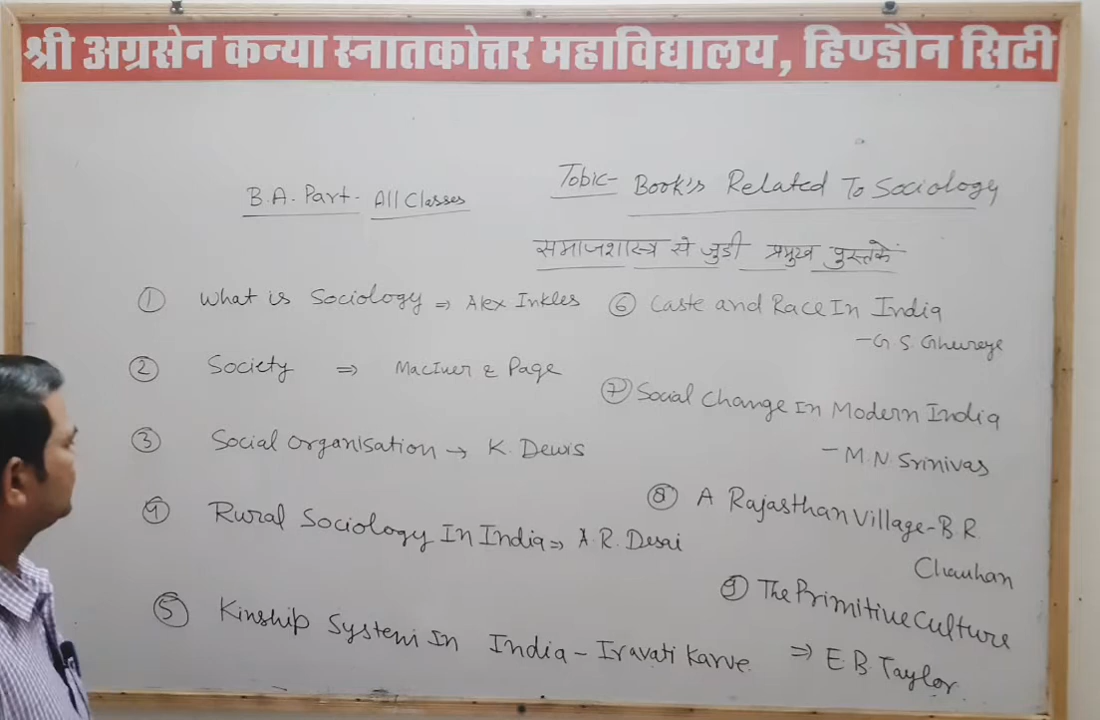 श्री अग्रसेन कन्या स्नातकोत्तर महाविद्यालय, हिण्डौन सिटी
B.A. Part- All Classes
Tobic- Book's Related To Sociology
समाजशास्त्र से जुडी प्रमुख पुस्तकें
① What is Sociology ⇒ Alex Inkles
② Society ⇒ MacIver & Page
③ Social Organisation → K. Dewis
④ Rural Sociology In India ⇒ A.R. Desai
⑤ Kinship System In India - Iravati Karve
⑥ Caste and Race In India
- G S. Ghureye
⑦ Social Change In Modern India
- M.N. Srinivas
⑧ A Rajasthan Village - B.R.
Chauhan
⑨ The Primitive Culture
⇒ E.B. Taylor.